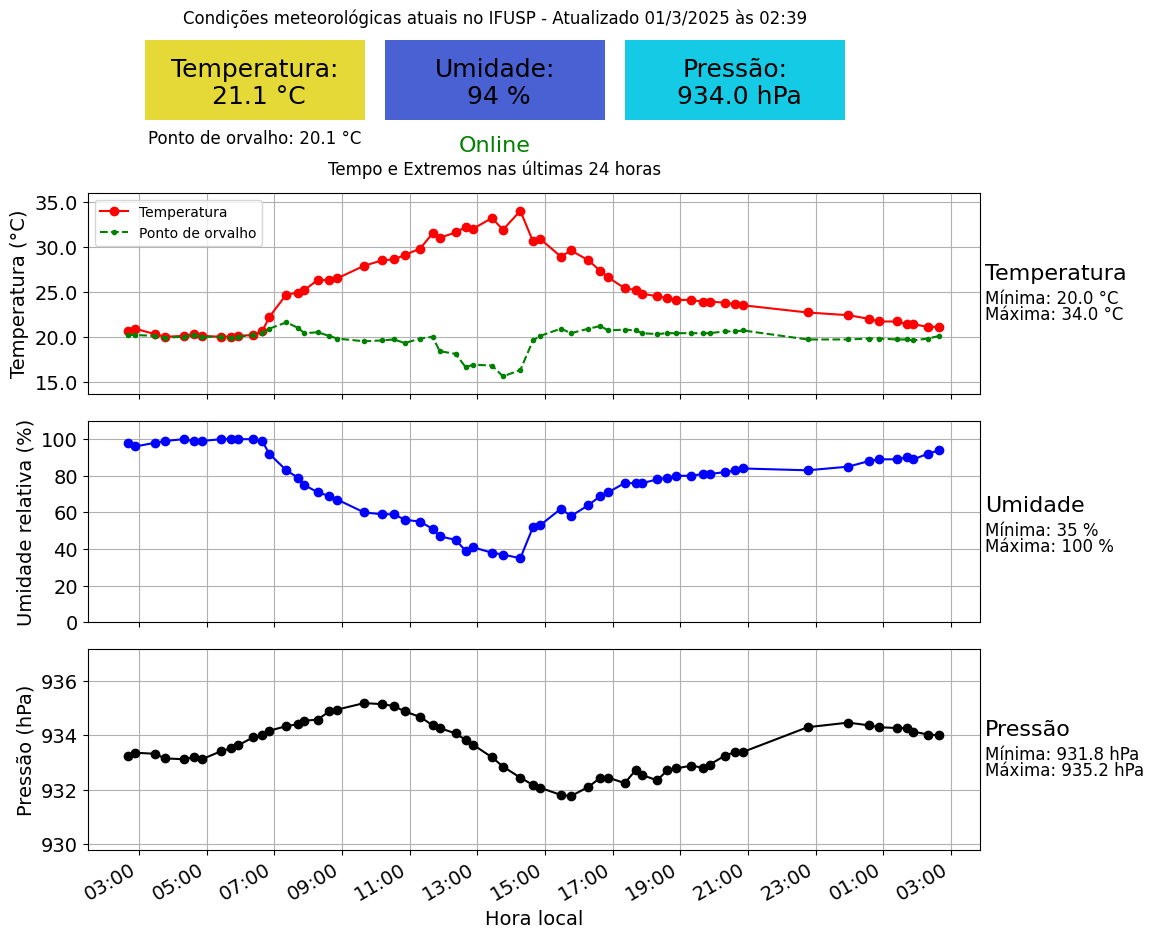 Condições meteorológicas atuais no IFUSP - Atualizado 01/3/2025 às 02:39
Temperatura:
21.1 °C
Umidade:
94 %
Pressão:
934.0 hPa
Ponto de orvalho: 20.1 °C
Online
Tempo e Extremos nas últimas 24 horas
Temperatura (°C)
35.0
30.0
25.0
20.0
15.0
Temperatura
Ponto de orvalho
Temperatura
Mínima: 20.0 °C
Máxima: 34.0 °C
Umidade relativa (%)
100
80
60
40
20
0
Umidade
Mínima: 35 %
Máxima: 100 %
Pressão (hPa)
936
934
932
930
Pressão
Mínima: 931.8 hPa
Máxima: 935.2 hPa
03:00 05:00 07:00 09:00 11:00 13:00 15:00 17:00 19:00 21:00 23:00 01:00 03:00
Hora local